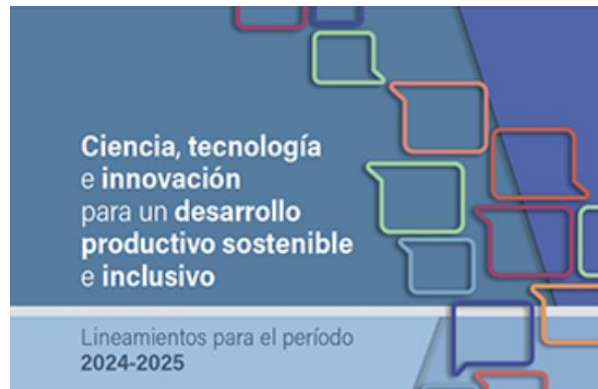 Ciencia, tecnología
e innovación
para un desarrollo
productivo sostenible
e inclusivo
Lineamientos para el período
2024-2025